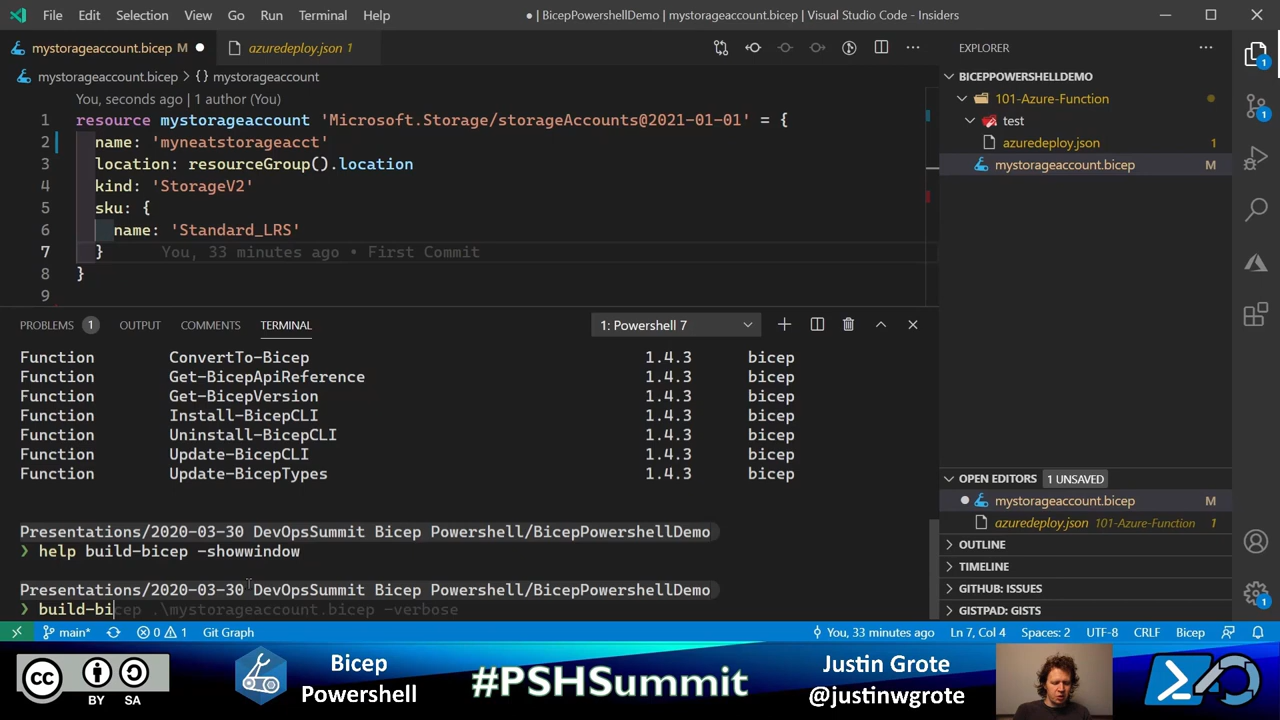 File Edit Selection View Go Run Terminal Help
● | BicepPowershellDemo | mystorageaccount.bicep | Visual Studio Code - Insiders
mystorageaccount.bicep M ●
azuredeploy.json 1
mystorageaccount.bicep > {} mystorageaccount
You, seconds ago | 1 author (You)
1 resource mystorageaccount 'Microsoft.Storage/storageAccounts@2021-01-01' = {
2 name: 'myneatstorageacct'
3 location: resourceGroup().location
4 kind: 'StorageV2'
5 sku: {
6 name: 'Standard_LRS'
7 } You, 33 minutes ago • First Commit
8 }
9
PROBLEMS 1 OUTPUT COMMENTS TERMINAL
1: Powershell 7
Function ConvertTo-Bicep 1.4.3 bicep
Function Get-BicepApiReference 1.4.3 bicep
Function Get-BicepVersion 1.4.3 bicep
Function Install-BicepCLI 1.4.3 bicep
Function Uninstall-BicepCLI 1.4.3 bicep
Function Update-BicepCLI 1.4.3 bicep
Function Update-BicepTypes 1.4.3 bicep
Presentations/2020-03-30 DevOpsSummit Bicep Powershell/BicepPowershellDemo
❯ help build-bicep -showwindow
Presentations/2020-03-30 DevOpsSummit Bicep Powershell/BicepPowershellDemo
❯ build-bicep .\mystorageaccount.bicep -verbose
EXPLORER
BICEPPOWERSHELLDEMO
101-Azure-Function
test
azuredeploy.json 1
mystorageaccount.bicep M
OPEN EDITORS 1 UNSAVED
mystorageaccount.bicep M
azuredeploy.json 101-Azure-Function 1
OUTLINE
TIMELINE
GITHUB: ISSUES
GISTPAD: GISTS
1
1
1
main* 0 1 Git Graph
You, 33 minutes ago Ln 7, Col 4 Spaces: 2 UTF-8 CRLF Bicep
cc
BY SA
Bicep
Powershell
#PSHSummit
Justin Grote
@justinwgrote